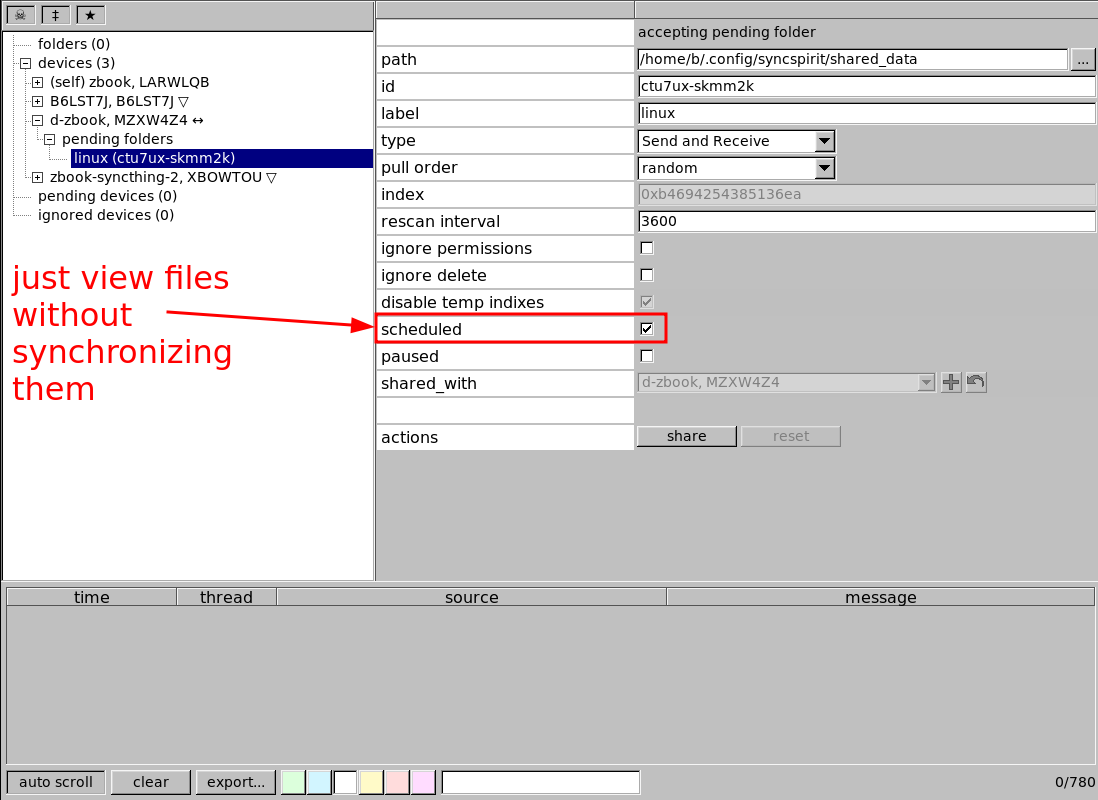 ☠ ‡ ★
folders (0)
devices (3)
(self) zbook, LARWLQB
B6LST7J, B6LST7J ▽
d-zbook, MZXW4Z4 ↔
pending folders
linux (ctu7ux-skmm2k)
zbook-syncthing-2, XBOWTOU ▽
pending devices (0)
ignored devices (0)
just view files
without
synchronizing
them
accepting pending folder
path /home/b/.config/syncspirit/shared_data ...
id ctu7ux-skmm2k
label linux
type Send and Receive
pull order random
index 0xb4694254385136ea
rescan interval 3600
ignore permissions
ignore delete
disable temp indixes
scheduled
paused
shared_with d-zbook, MZXW4Z4
actions share reset
time thread source message
auto scroll clear export... 0/780